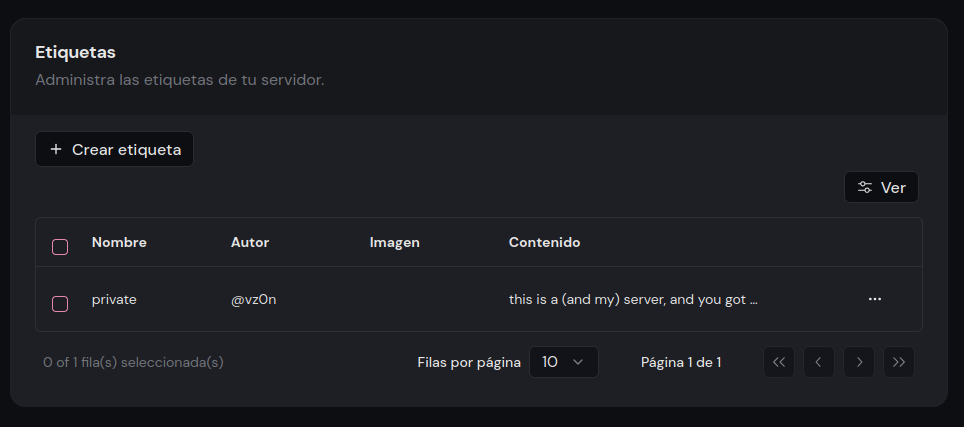 Etiquetas
Administra las etiquetas de tu servidor.
Crear etiqueta
Ver
Nombre Autor Imagen Contenido
private @vz0n this is a (and my) server, and you got ...
0 of 1 fila(s) seleccionada(s) Filas por página 10 Página 1 de 1